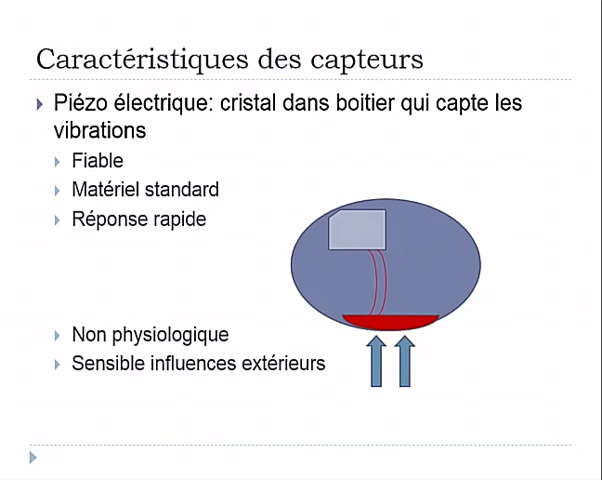 Caractéristiques des capteurs
Piézo électrique: cristal dans boitier qui capte les
vibrations
Fiable
Matériel standard
Réponse rapide
Non physiologique
Sensible influences extérieurs